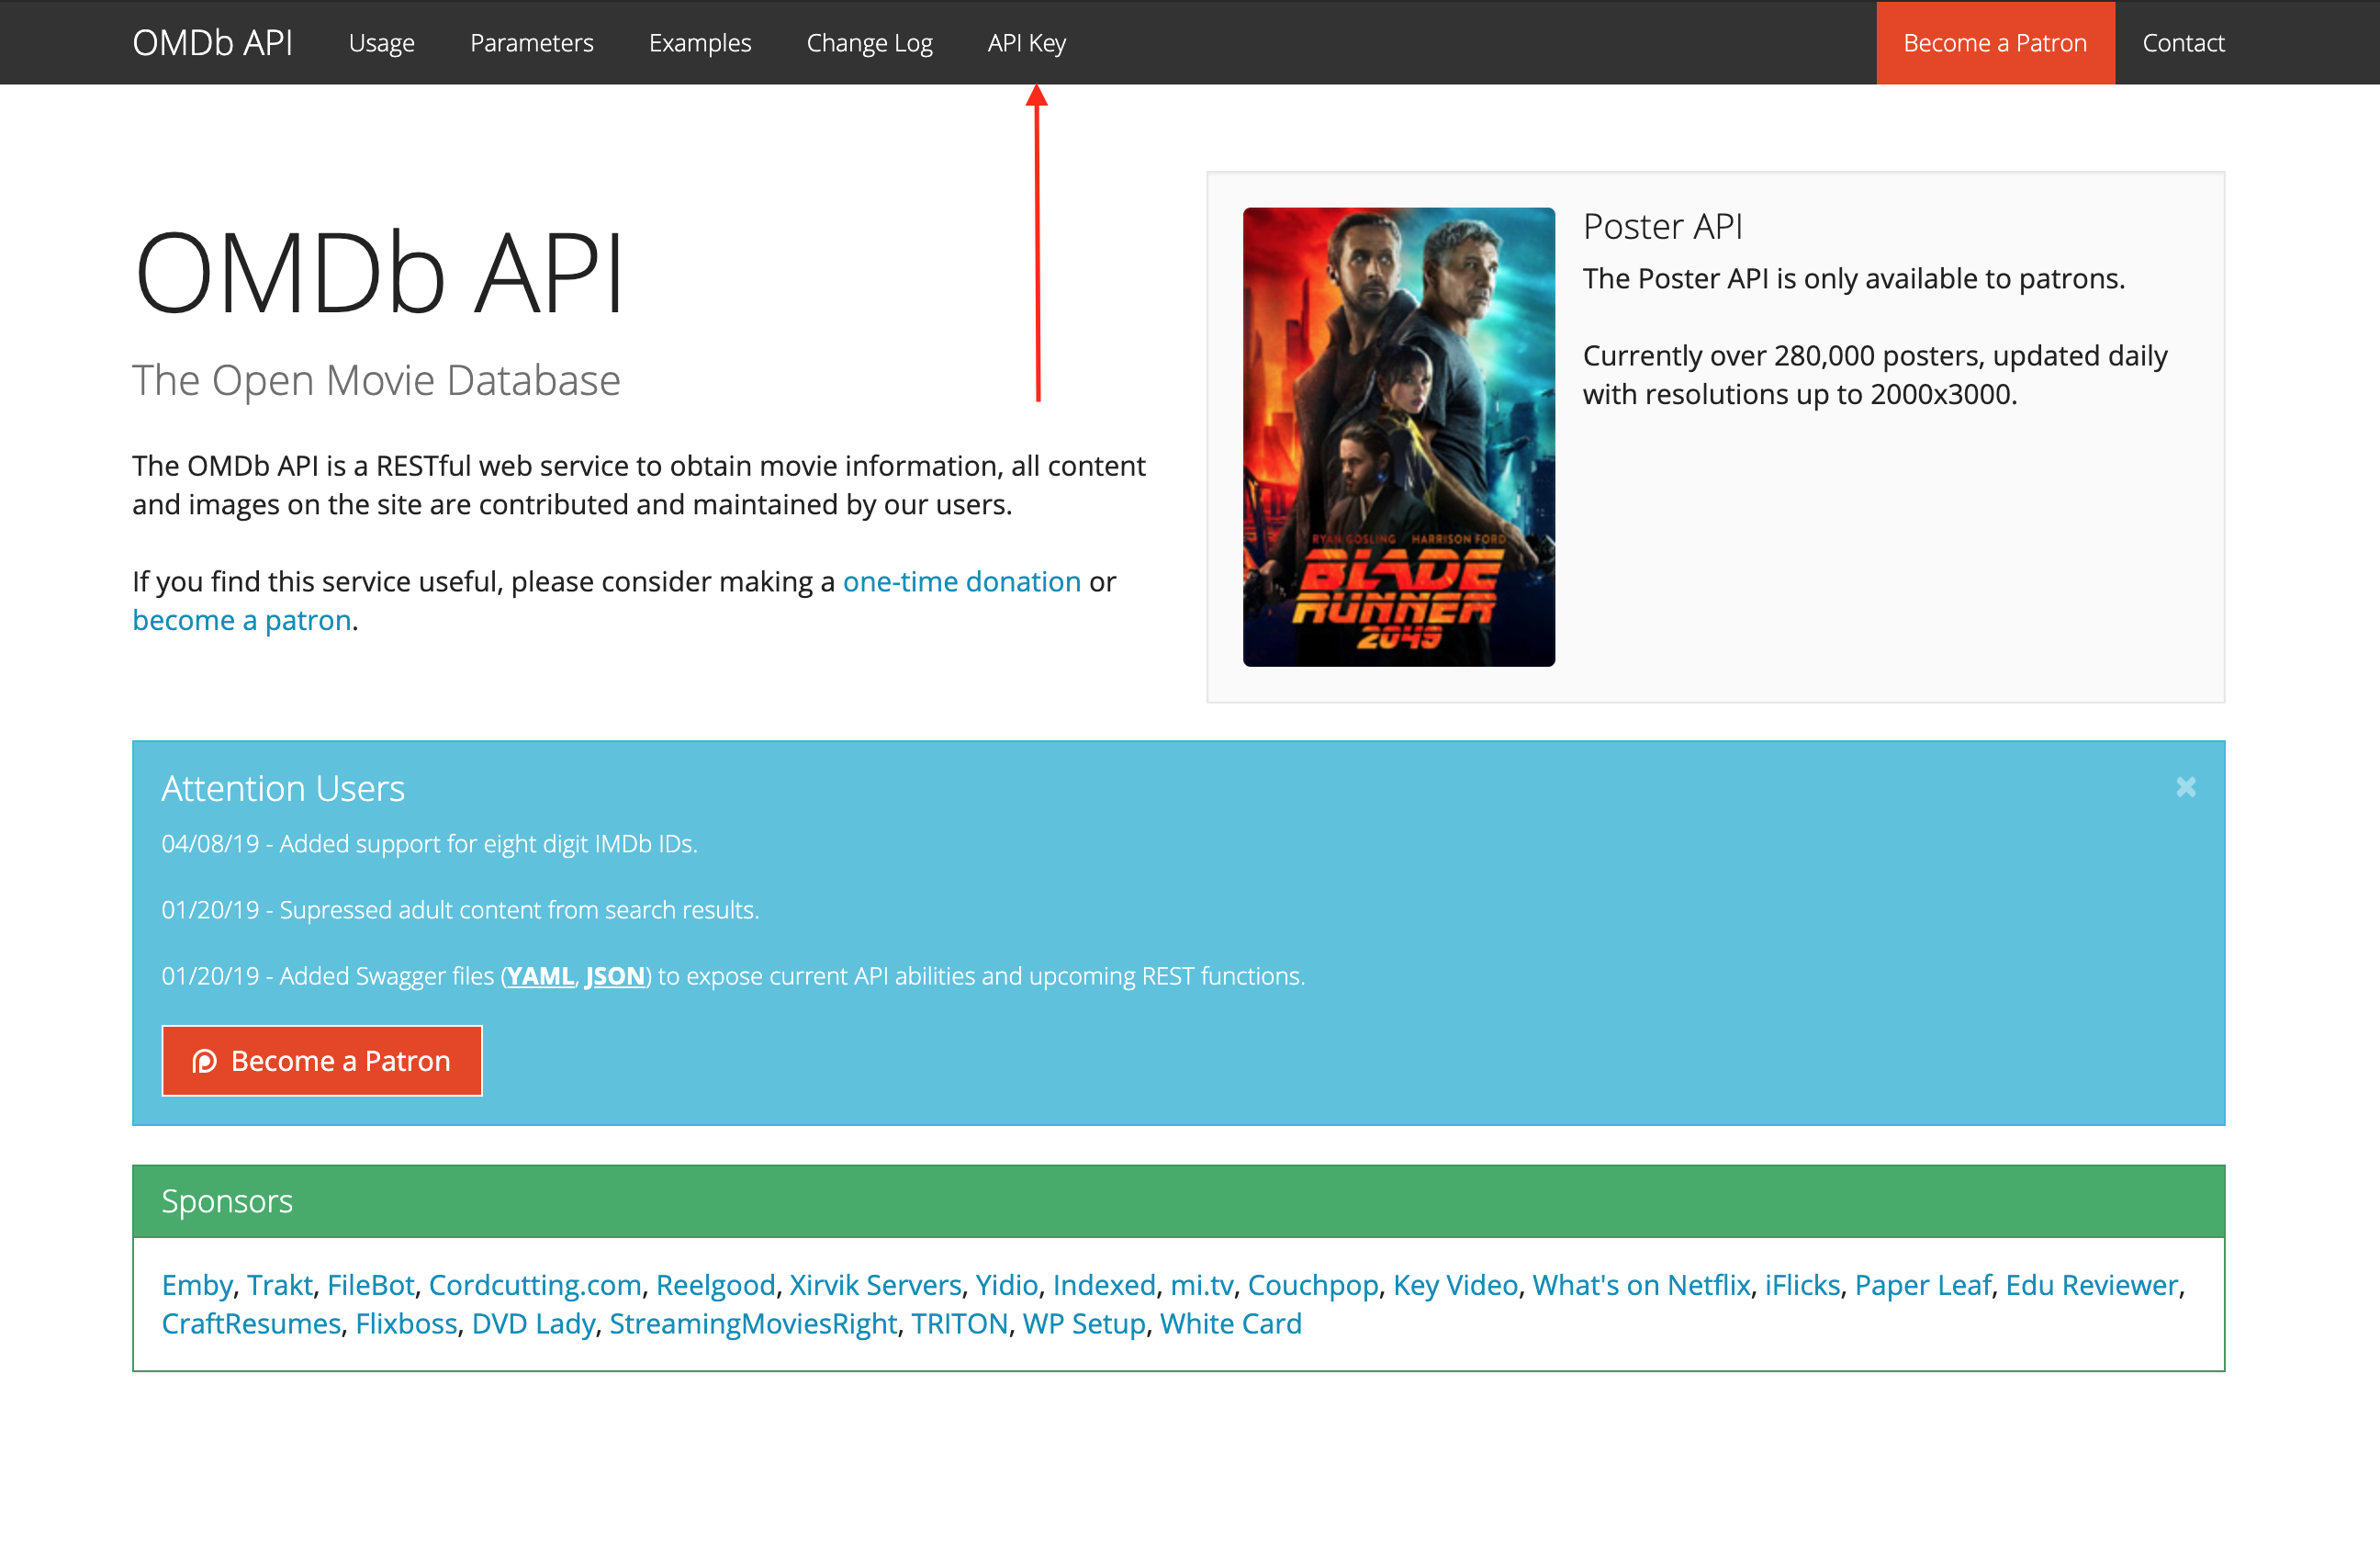 OMDb API Usage Parameters Examples Change Log API Key Become a Patron Contact
OMDb API
The Open Movie Database
The OMDb API is a RESTful web service to obtain movie information, all content
and images on the site are contributed and maintained by our users.
If you find this service useful, please consider making a one-time donation or
become a patron.
RYAN GOSLING HARRISON FORD
BLADE
RUNNER
2049
Poster API
The Poster API is only available to patrons.
Currently over 280,000 posters, updated daily
with resolutions up to 2000x3000.
Attention Users
04/08/19 - Added support for eight digit IMDb IDs.
01/20/19 - Supressed adult content from search results.
01/20/19 - Added Swagger files (YAML, JSON) to expose current API abilities and upcoming REST functions.
Become a Patron
Sponsors
Emby, Trakt, FileBot, Cordcutting.com, Reelgood, Xirvik Servers, Yidio, Indexed, mi.tv, Couchpop, Key Video, What's on Netflix, iFlicks, Paper Leaf, Edu Reviewer,
CraftResumes, Flixboss, DVD Lady, StreamingMoviesRight, TRITON, WP Setup, White Card